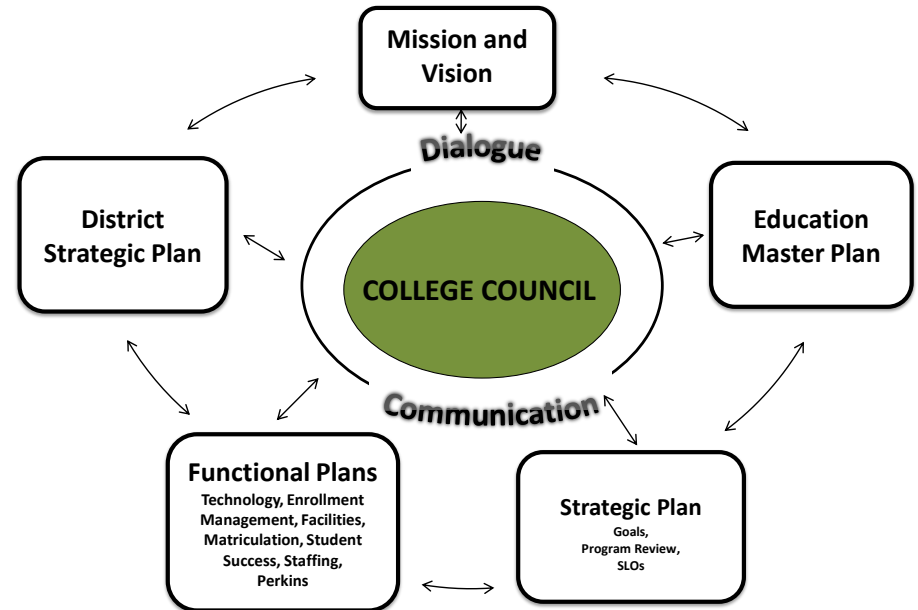 Mission and
Vision
Dialogue
District
Strategic Plan
Education
Master Plan
COLLEGE COUNCIL
Communication
Functional Plans
Technology, Enrollment
Management, Facilities,
Matriculation, Student
Success, Staffing,
Perkins
Strategic Plan
Goals,
Program Review,
SLOs